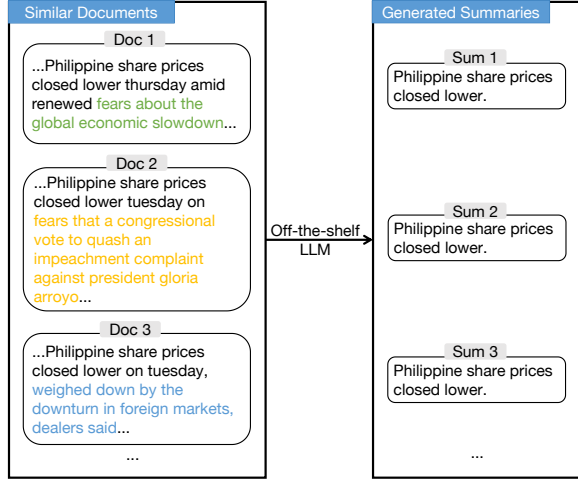 Similar Documents
Doc 1
...Philippine share prices
closed lower thursday amid
renewed fears about the
global economic slowdown...
Doc 2
...Philippine share prices
closed lower tuesday on
fears that a congressional
vote to quash an
impeachment complaint
against president gloria
arroyo...
Doc 3
...Philippine share prices
closed lower on tuesday,
weighed down by the
downturn in foreign markets,
dealers said...
...
Off-the-shelf
LLM
Generated Summaries
Sum 1
Philippine share prices
closed lower.
Sum 2
Philippine share prices
closed lower.
Sum 3
Philippine share prices
closed lower.
...